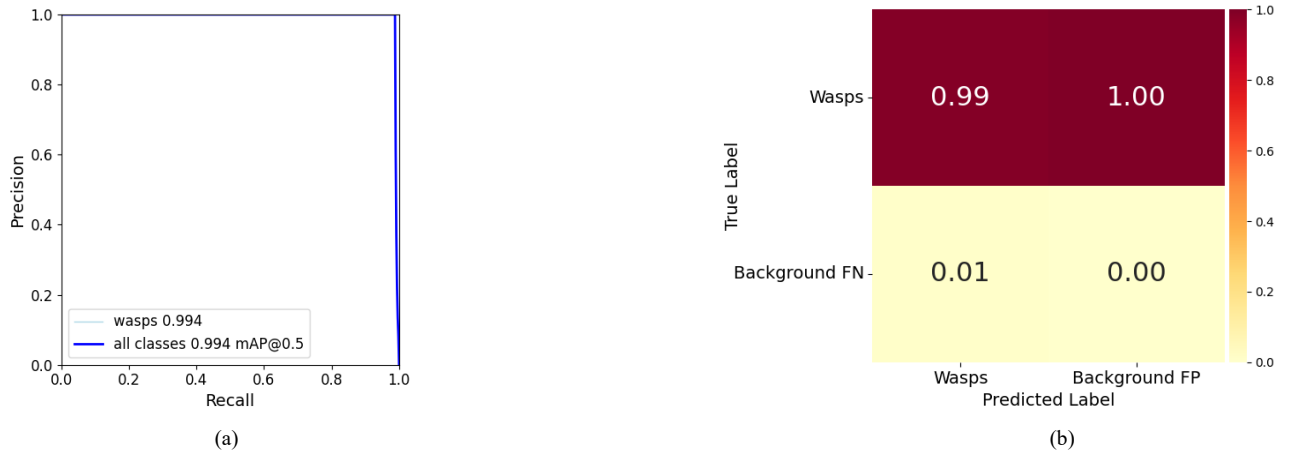 1.0
0.8
0.6
0.4
0.2
0.0
Precision
wasps 0.994
all classes 0.994 mAP@0.5
0.0 0.2 0.4 0.6 0.8 1.0
Recall
(a)
True Label
Wasps
Background FN
0.99 1.00
0.01 0.00
Wasps Background FP
Predicted Label
1.0
0.8
0.6
0.4
0.2
0.0
(b)